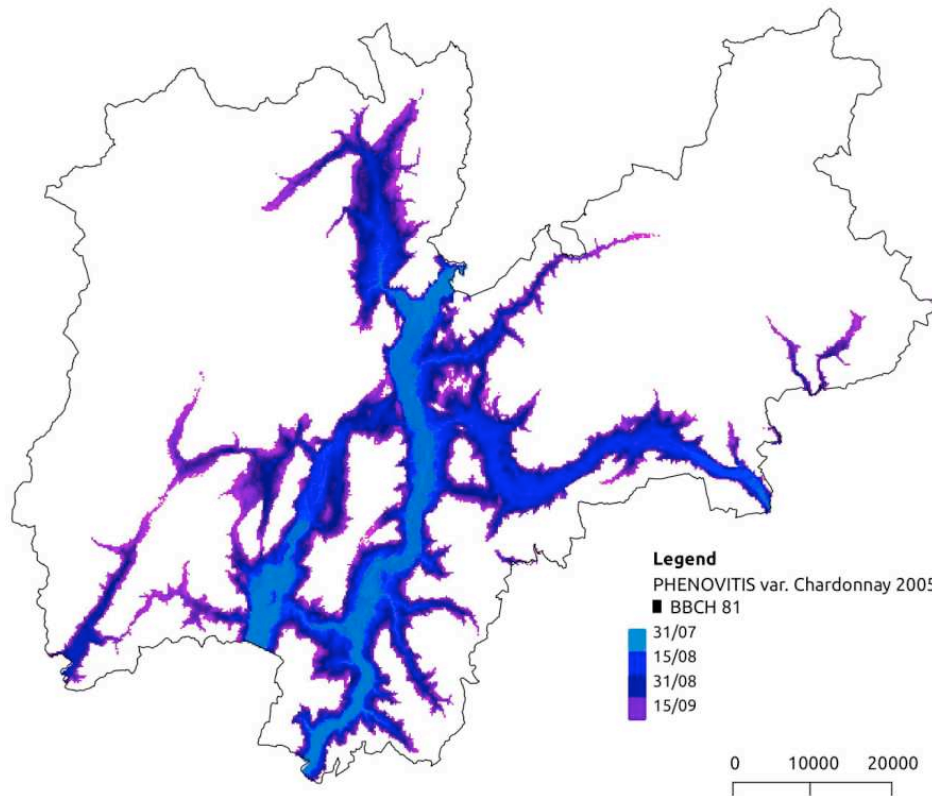 Legend
PHENOVITIS var. Chardonnay 2005
BBCH 81
31/07
15/08
31/08
15/09
0 10000 20000